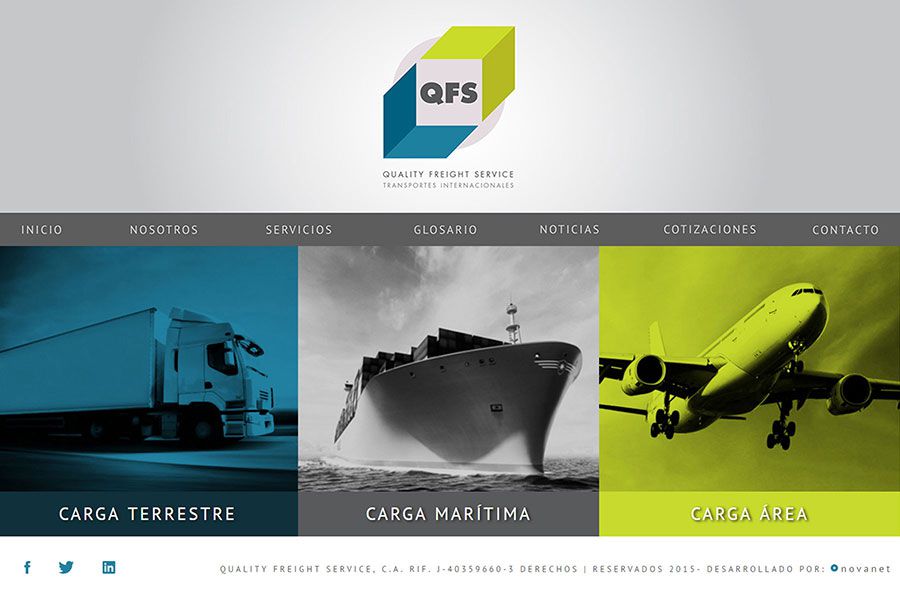 QFS
QUALITY FREIGHT SERVICE
TRANSPORTES INTERNACIONALES
INICIO NOSOTROS SERVICIOS GLOSARIO NOTICIAS COTIZACIONES CONTACTO
CARGA TERRESTRE CARGA MARÍTIMA CARGA ÁREA
QUALITY FREIGHT SERVICE, C.A. RIF. J-40359660-3 DERECHOS | RESERVADOS 2015- DESARROLLADO POR: novanet